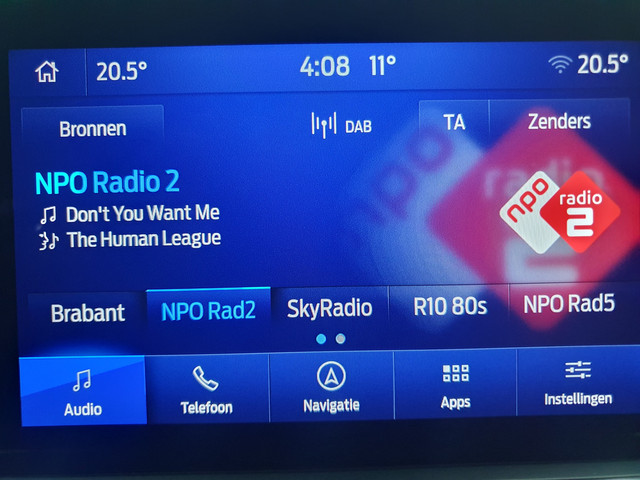 20.5° 4:08 11° 20.5°
Bronnen DAB TA Zenders
NPO Radio 2
Don't You Want Me
The Human League
npo radio 2
Brabant NPO Rad2 SkyRadio R10 80s NPO Rad5
Audio Telefoon Navigatie Apps Instellingen